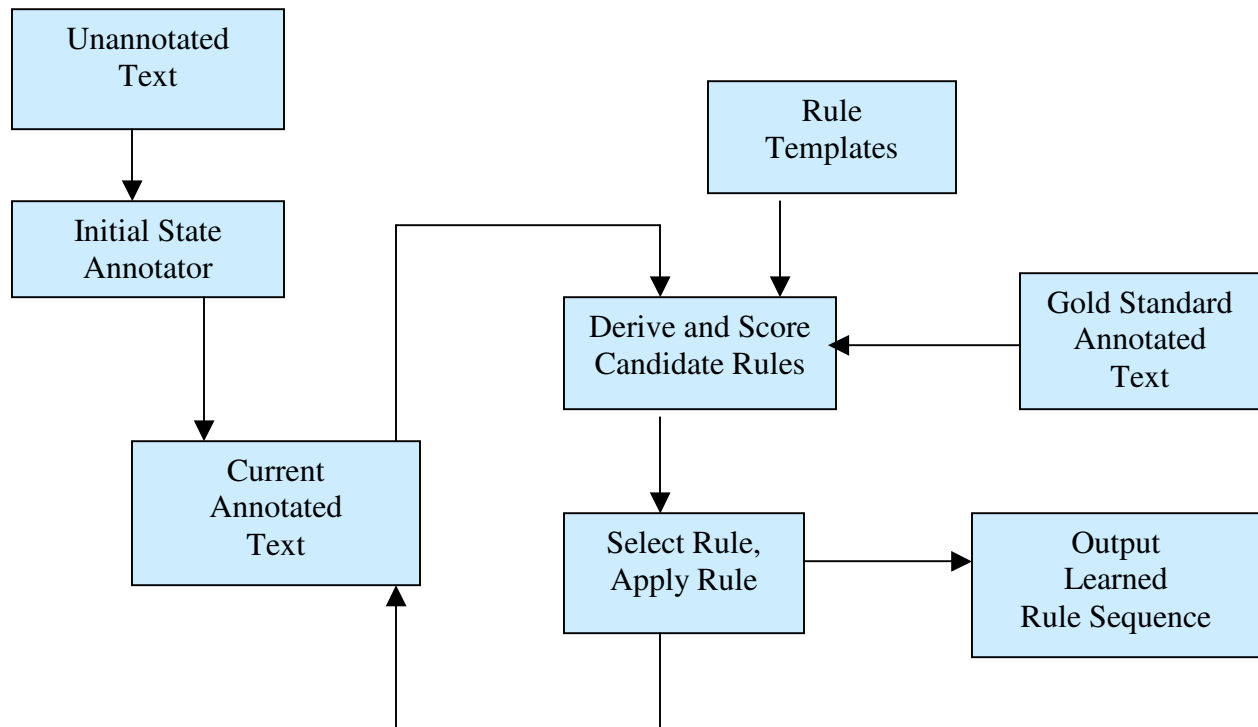 Unannotated
Text
Rule
Templates
Initial State
Annotator
Derive and Score
Candidate Rules
Gold Standard
Annotated
Text
Current
Annotated
Text
Select Rule,
Apply Rule
Output
Learned
Rule Sequence